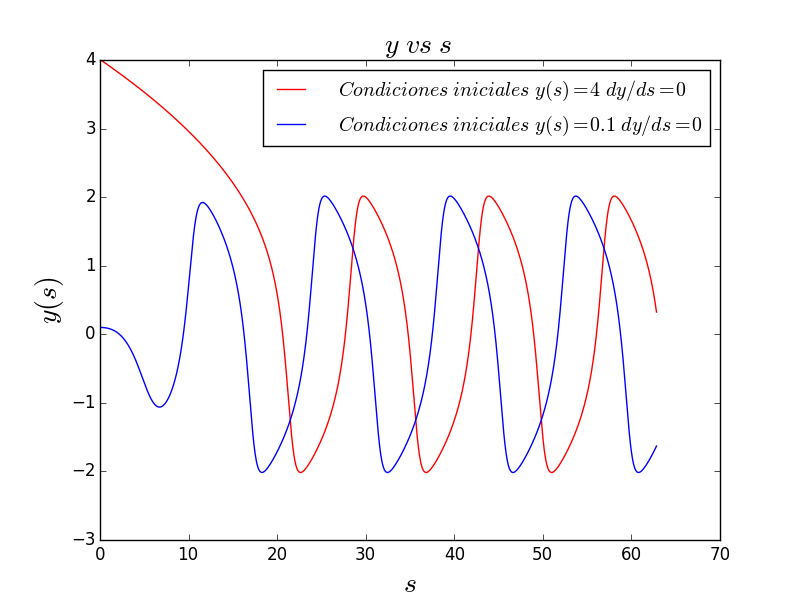 y vs s
Condiciones iniciales y(s)=4 dy/ds=0
Condiciones iniciales y(s)=0.1 dy/ds=0
4
3
2
1
0
−1
−2
−3
y(s)
0 10 20 30 40 50 60 70
s